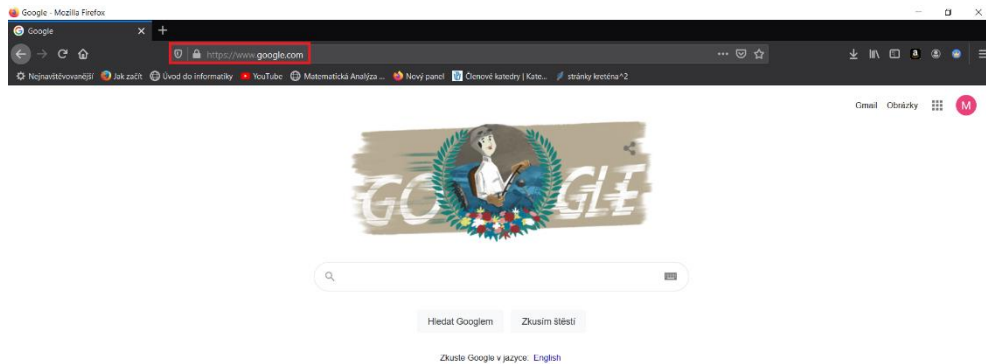 Google - Mozilla Firefox
Google
https://www.google.com
Nejnavštěvovanější Jak začít Úvod do informatiky YouTube Matematická Analýza ... Nový panel Členové katedry | Kate... stránky kreténa^2
Gmail Obrázky M
GOOGLE
Hledat Googlem Zkusím štěstí
Zkuste Google v jazyce: English